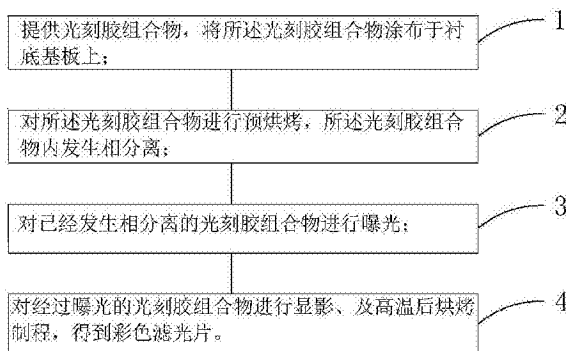 提供光刻胶组合物，将所述光刻胶组合物涂布于衬
底基板上；
1
对所述光刻胶组合物进行预烘烤，所述光刻胶组合
物内发生相分离；
2
对已经发生相分离的光刻胶组合物进行曝光；
3
对经过曝光的光刻胶组合物进行显影、及高温后烘烤
制程，得到彩色滤光片。
4